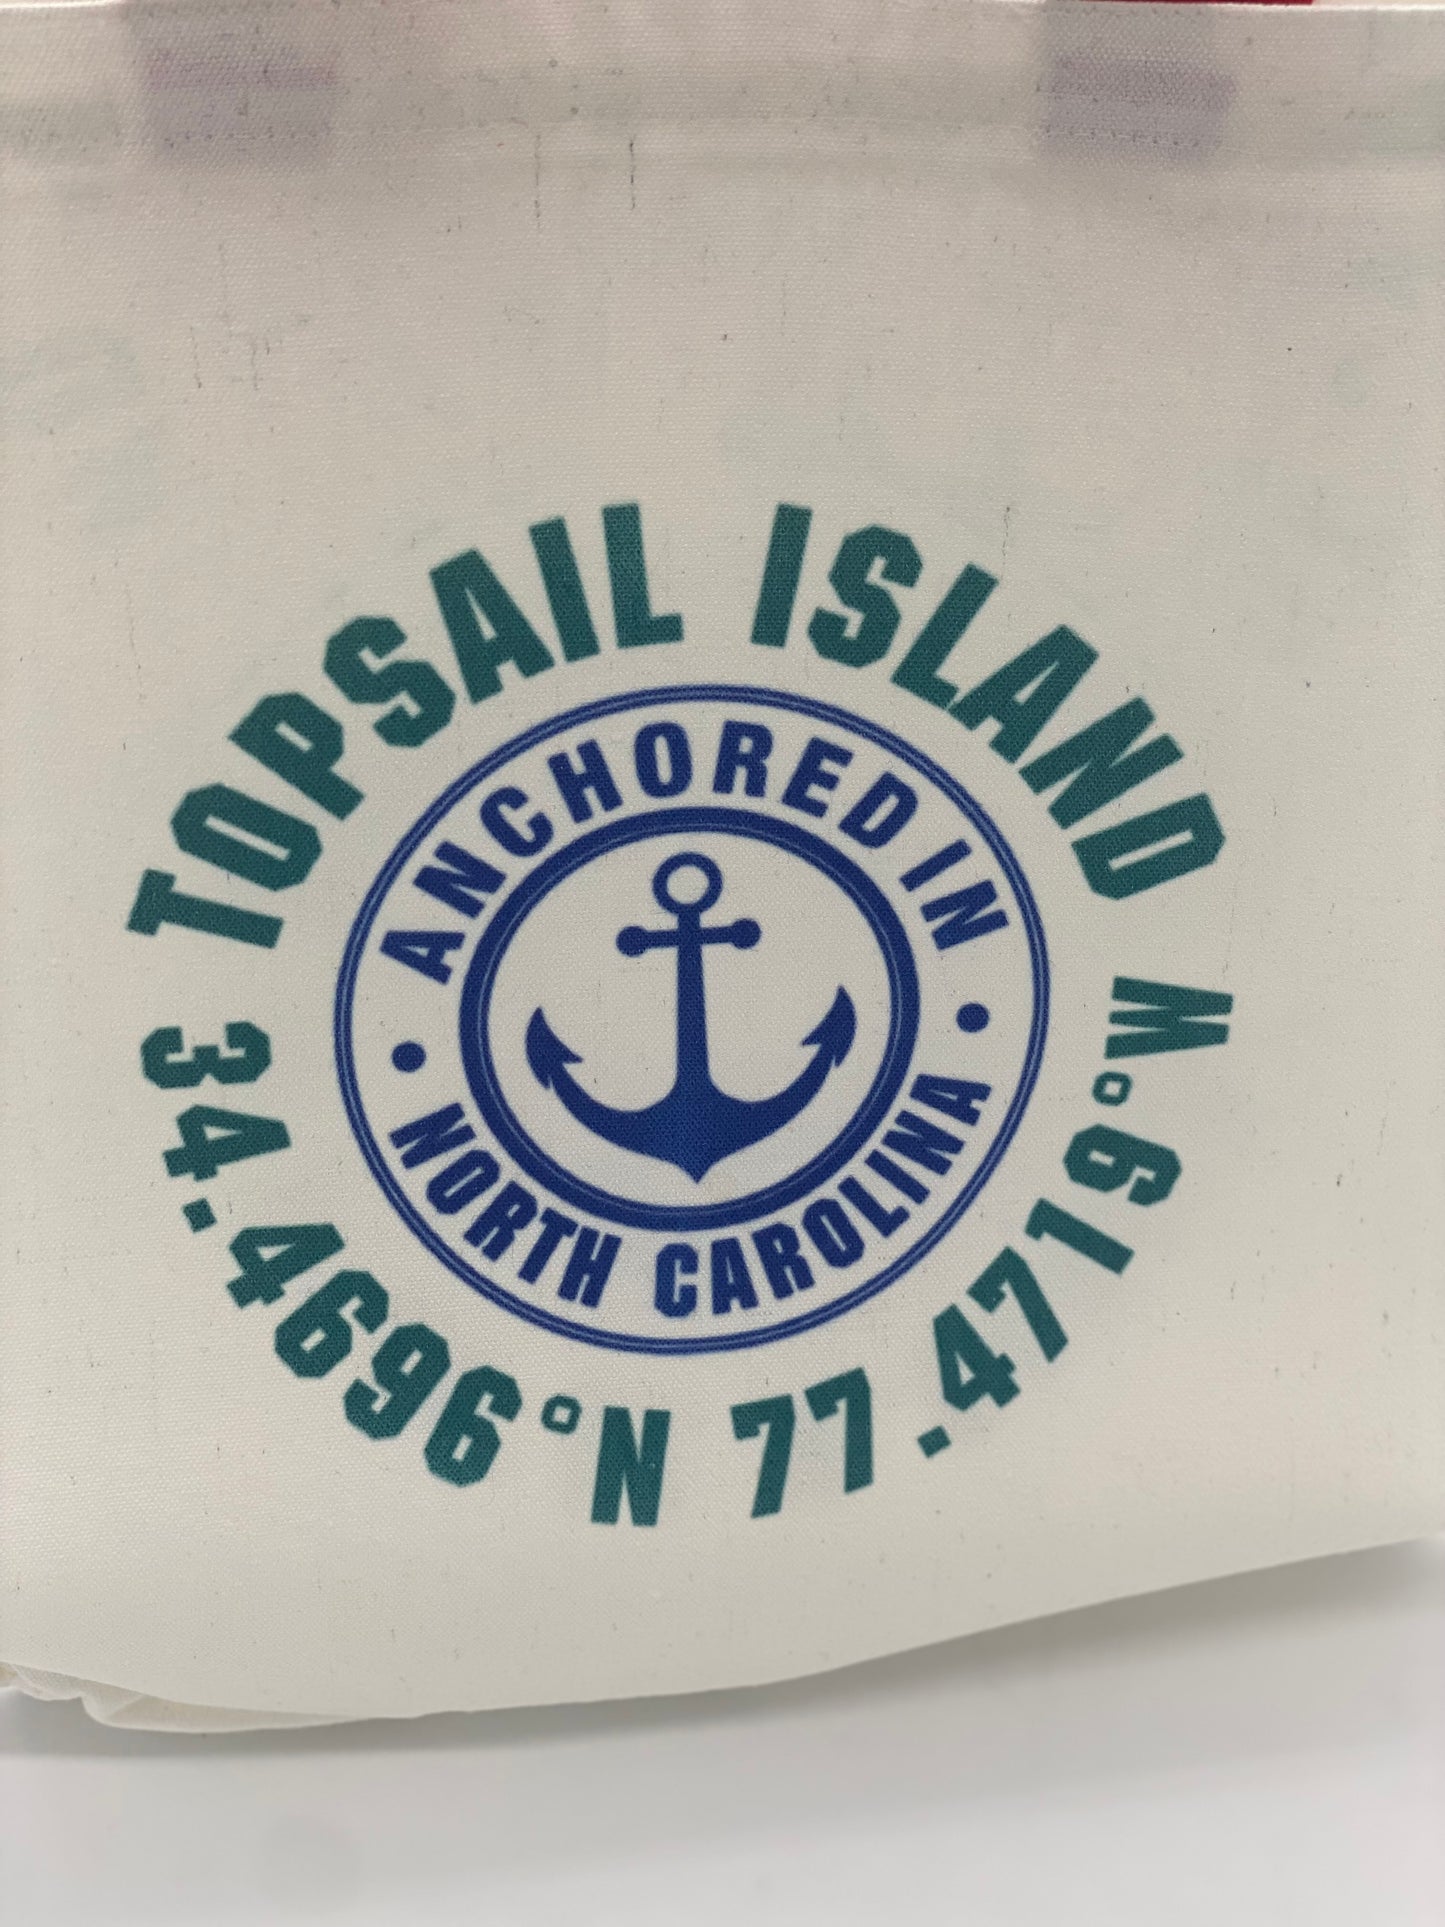 TOPSAIL ISLAND
ANCHORED IN
• NORTH CAROLINA •
34.4696°N 77.4719°W